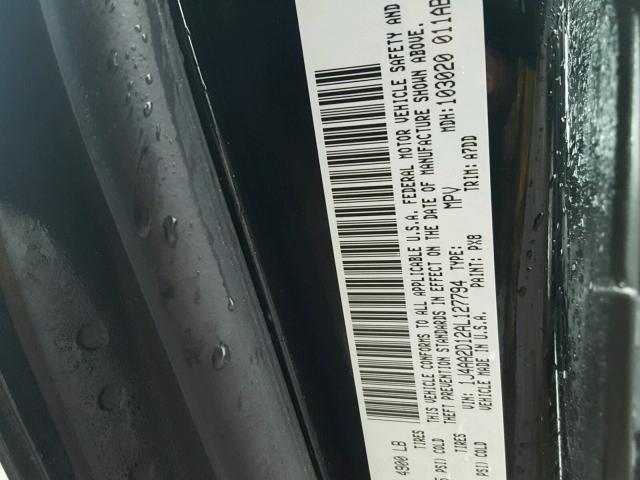 4900 LB
TIRES
PSI) COLD
THIS VEHICLE CONFORMS TO ALL APPLICABLE U.S.A. FEDERAL MOTOR VEHICLE SAFETY AND
THEFT PREVENTION STANDARDS IN EFFECT ON THE DATE OF MANUFACTURE SHOWN ABOVE.
TIRES
PSI) COLD
VIN: 1J4AA2D12AL127794 TYPE: MPV MDH: 103020 011AB
VEHICLE MADE IN U.S.A. PAINT: PX8 TRIM: A7DD